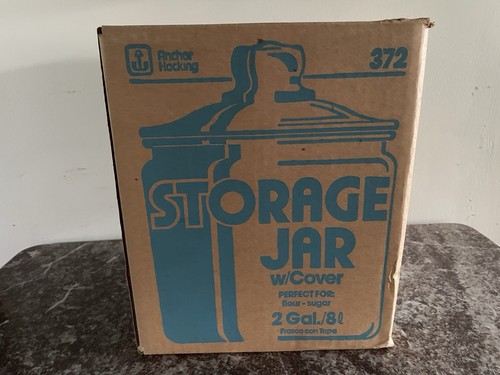 Anchor
Hocking
372
STORAGE
JAR
w/Cover
PERFECT FOR:
flour - sugar
2 Gal./8ℓ
Frasco con Tapa